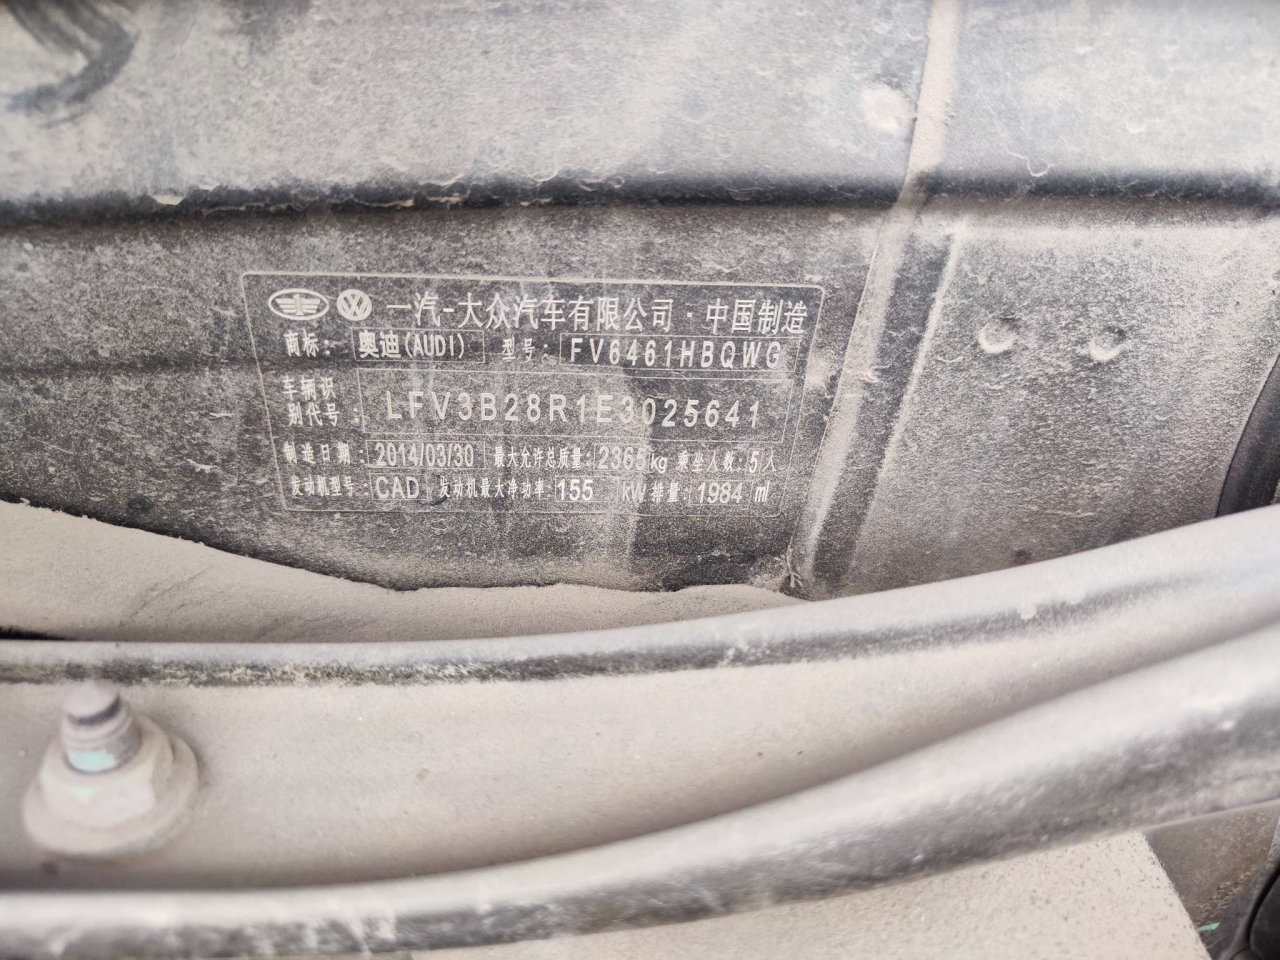 一汽-大众汽车有限公司·中国制造
商标: 奥迪(AUDI) 型号: FV6461HBQWG
车辆识
别代号: LFV3B28R1E3025641
制造日期: 2014/03/30 最大允许总质量: 2365kg 乘坐人数: 5人
发动机型号: CAD 发动机最大净功率: 155 kW 排量: 1984 ml